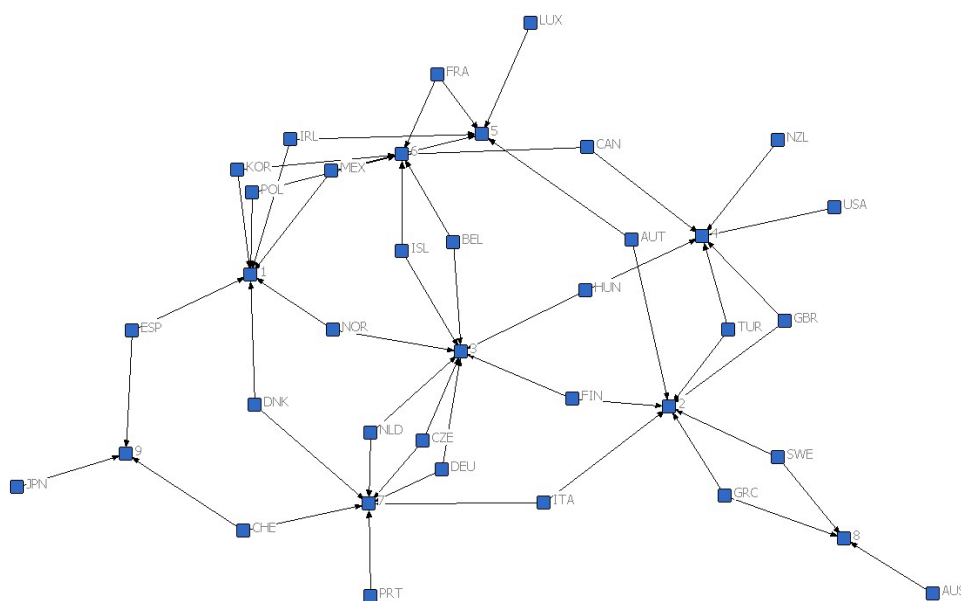 LUX
FRA
5
IRL
NZL
CAN
6
KOR
MEX
POL
USA
4
AUT
BEL
ISL
1
HUN
GBR
ESP
NOR
TUR
3
FIN
DNK
2
NLD
CZE
9
SWE
DEU
JPN
GRC
7
ITA
CHE
8
AUS
PRT